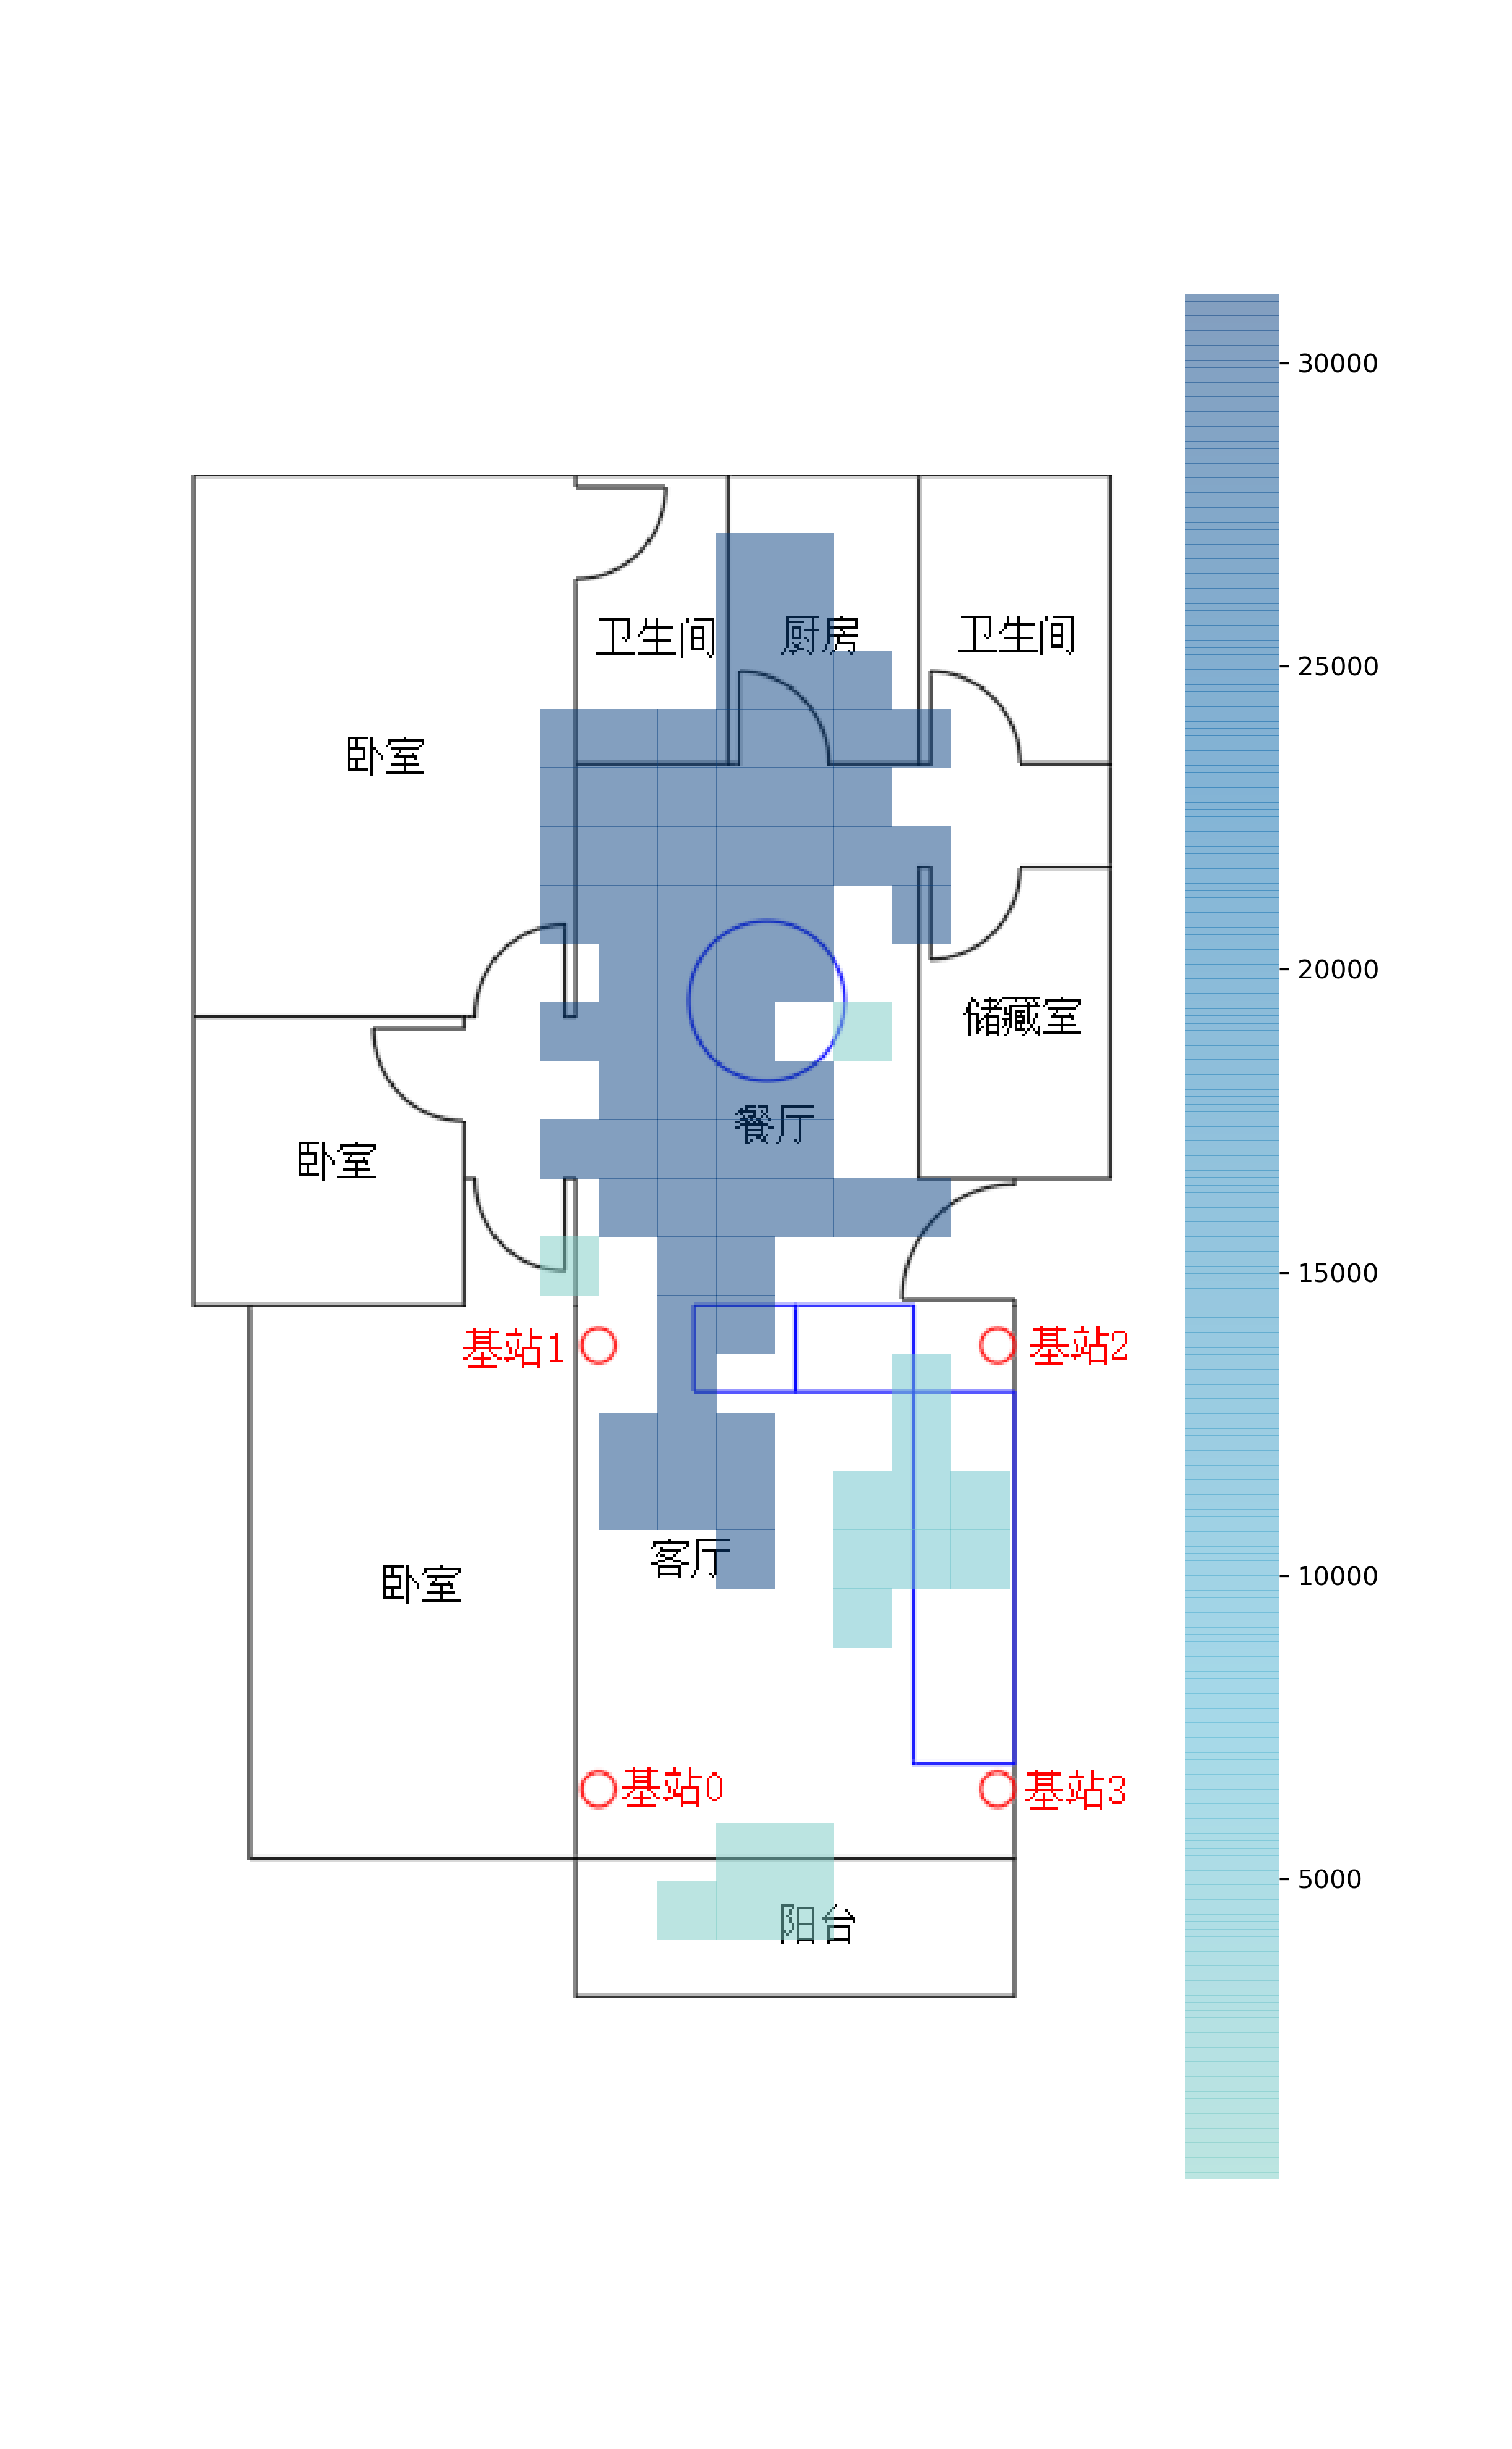 30000
卫生间
厨房
卫生间
25000
卧室
20000
储藏室
餐厅
卧室
15000
基站1
基站2
客厅
10000
卧室
基站0
基站3
5000
阳台